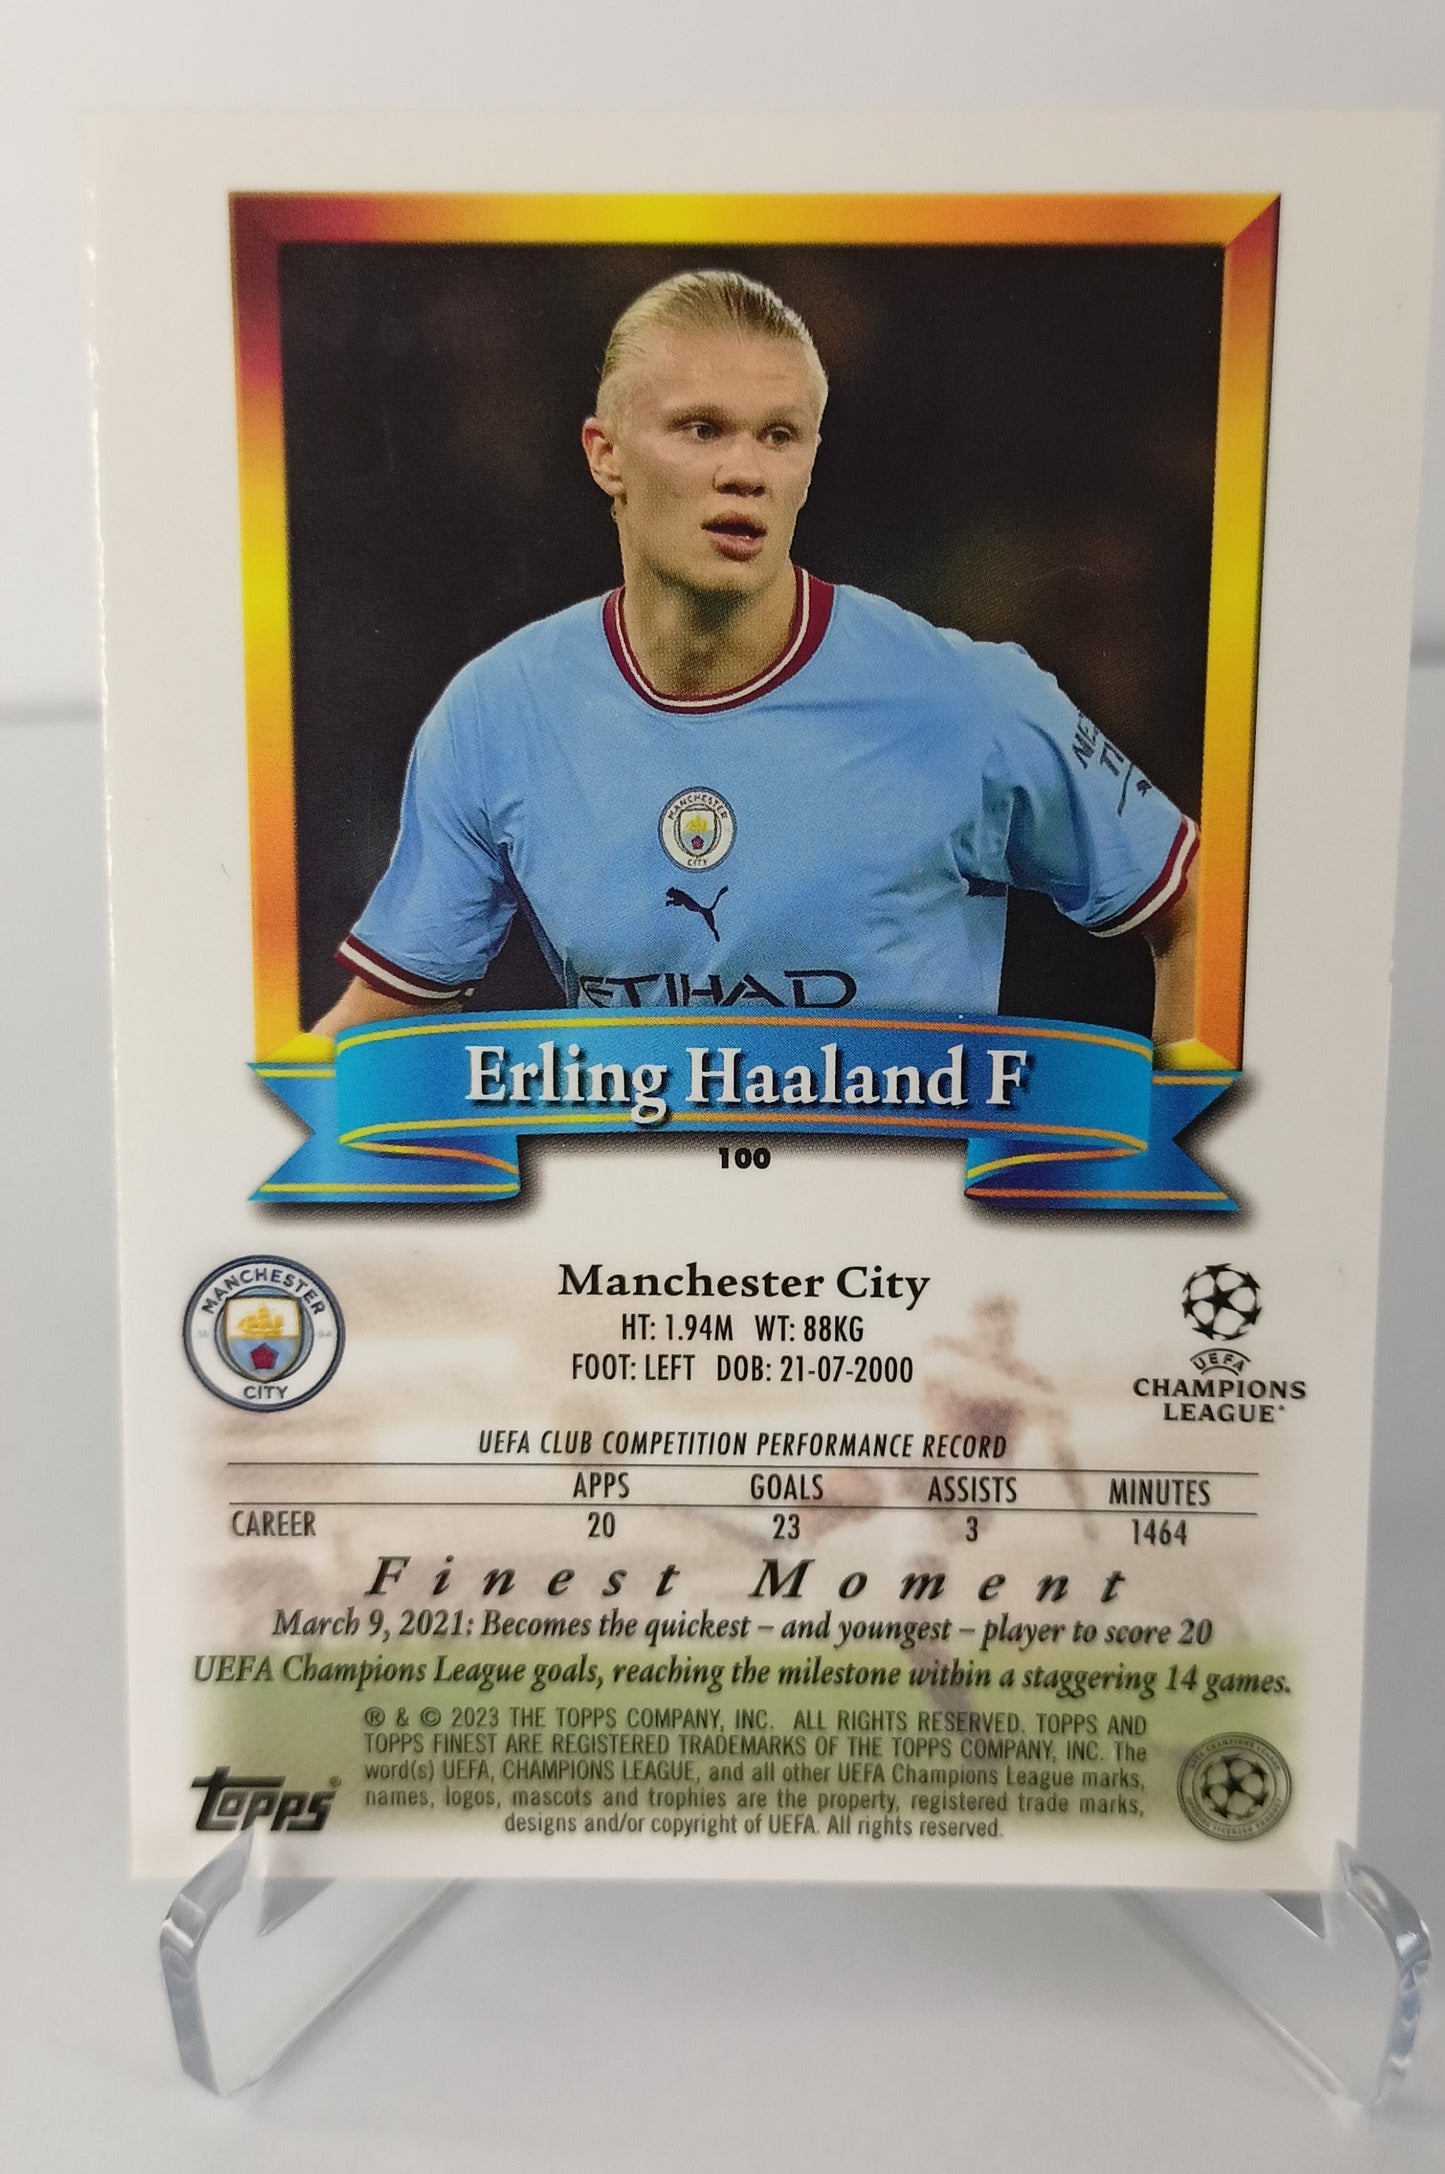 MANCHESTER
CITY
ETIHAD
Erling Haaland F
100
MANCHESTER
18 94
CITY
Manchester City
HT: 1.94M WT: 88KG
FOOT: LEFT DOB: 21-07-2000
UEFA
CHAMPIONS
LEAGUE®
UEFA CLUB COMPETITION PERFORMANCE RECORD
APPS GOALS ASSISTS MINUTES
CAREER 20 23 3 1464
Finest Moment
March 9, 2021: Becomes the quickest – and youngest – player to score 20
UEFA Champions League goals, reaching the milestone within a staggering 14 games.
® & © 2023 THE TOPPS COMPANY, INC. ALL RIGHTS RESERVED. TOPPS AND
TOPPS FINEST ARE REGISTERED TRADEMARKS OF THE TOPPS COMPANY, INC. The
word(s) UEFA, CHAMPIONS LEAGUE, and all other UEFA Champions League marks,
names, logos, mascots and trophies are the property, registered trade marks,
designs and/or copyright of UEFA. All rights reserved.
topps®